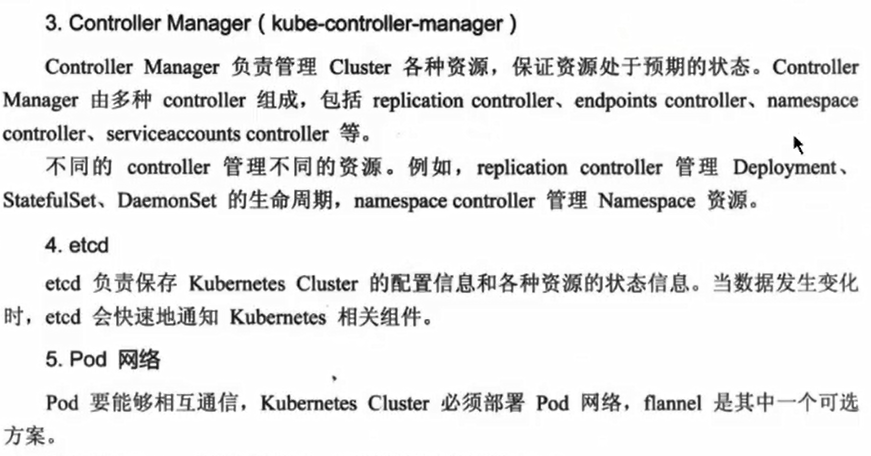 3. Controller Manager（kube-controller-manager）
Controller Manager 负责管理 Cluster 各种资源，保证资源处于预期的状态。Controller
Manager 由多种 controller 组成，包括 replication controller、endpoints controller、namespace
controller、serviceaccounts controller 等。
不同的 controller 管理不同的资源。例如，replication controller 管理 Deployment、
StatefulSet、DaemonSet 的生命周期，namespace controller 管理 Namespace 资源。
4. etcd
etcd 负责保存 Kubernetes Cluster 的配置信息和各种资源的状态信息。当数据发生变化
时，etcd 会快速地通知 Kubernetes 相关组件。
5. Pod 网络
Pod 要能够相互通信，Kubernetes Cluster 必须部署 Pod 网络，flannel 是其中一个可选
方案。